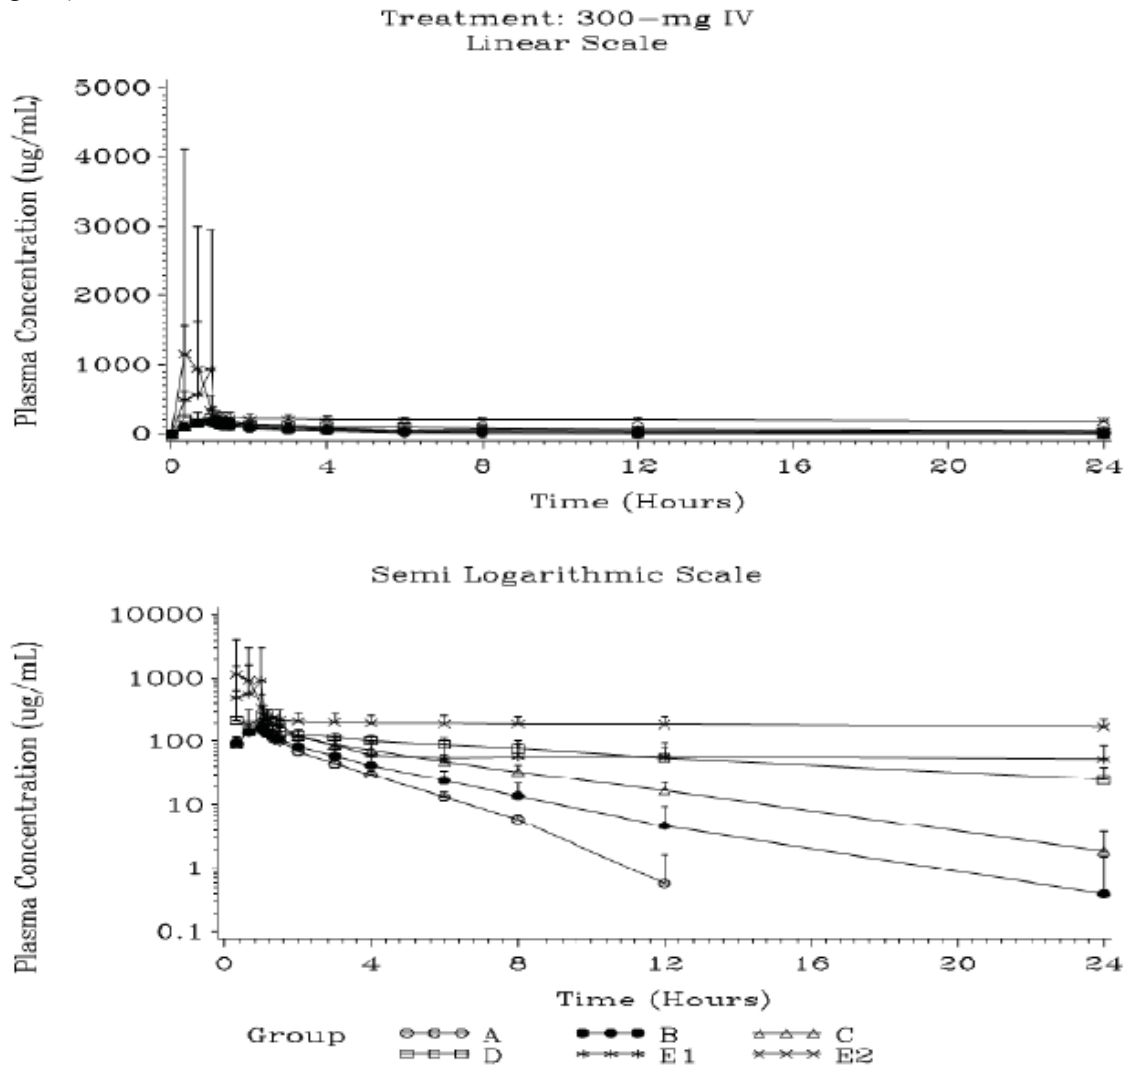 Treatment: 300-mg IV
Linear Scale
Plasma Concentration (ug/mL)
5000
4000
3000
2000
1000
0
0 4 8 12 16 20 24
Time (Hours)
Semi Logarithmic Scale
Plasma Concentration (ug/mL)
10000
1000
100
10
1
0.1
0 4 8 12 16 20 24
Time (Hours)
Group A B C
D E1 E2